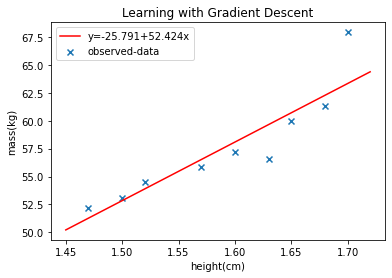 Learning with Gradient Descent
y=-25.791+52.424x
observed-data
67.5
65.0
62.5
60.0
57.5
55.0
52.5
50.0
mass(kg)
1.45
1.50
1.55
1.60
1.65
1.70
height(cm)